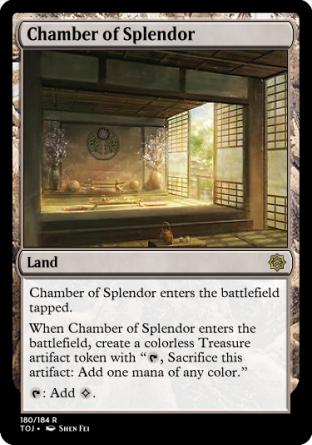 Chamber of Splendor
Land
Chamber of Splendor enters the battlefield
tapped.
When Chamber of Splendor enters the
battlefield, create a colorless Treasure
artifact token with “, Sacrifice this
artifact: Add one mana of any color.”
: Add .
180/184 R
TOJ • Shen Fei